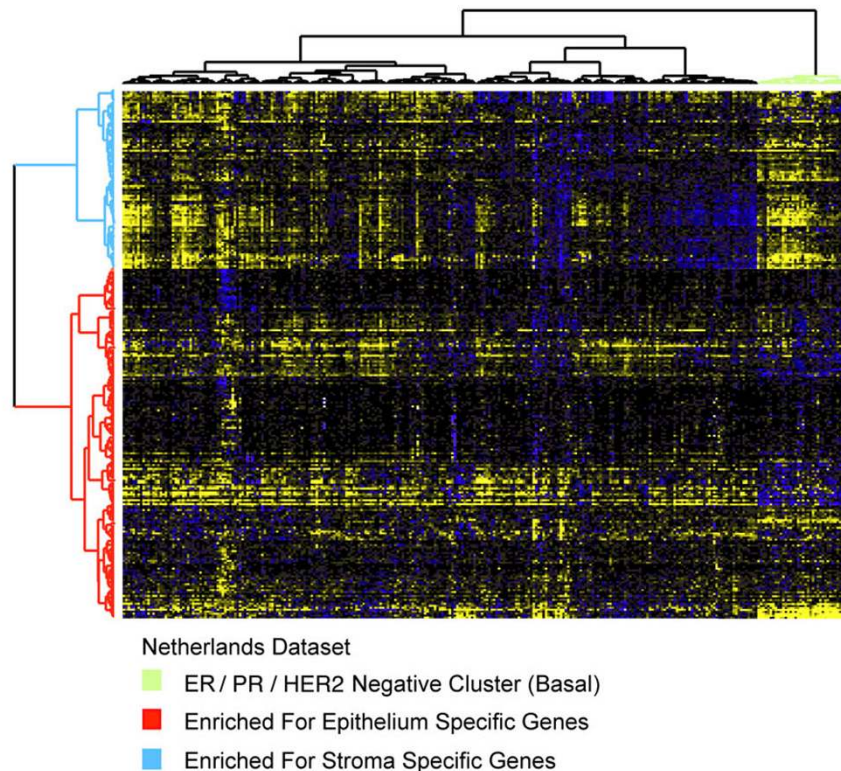 Netherlands Dataset
ER / PR / HER2 Negative Cluster (Basal)
Enriched For Epithelium Specific Genes
Enriched For Stroma Specific Genes